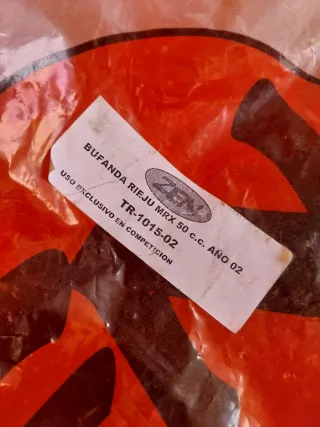 ZEN
BUFANDA RIEJU MRX 50 c.c. AÑO 02
TR-1015-02
USO EXCLUSIVO EN COMPETICION